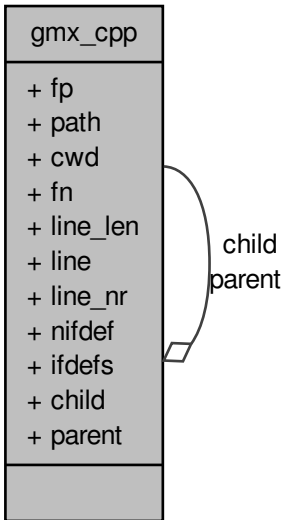 gmx_cpp
+ fp
+ path
+ cwd
+ fn
+ line_len
+ line
+ line_nr
+ nifdef
+ ifdefs
+ child
+ parent
child
parent